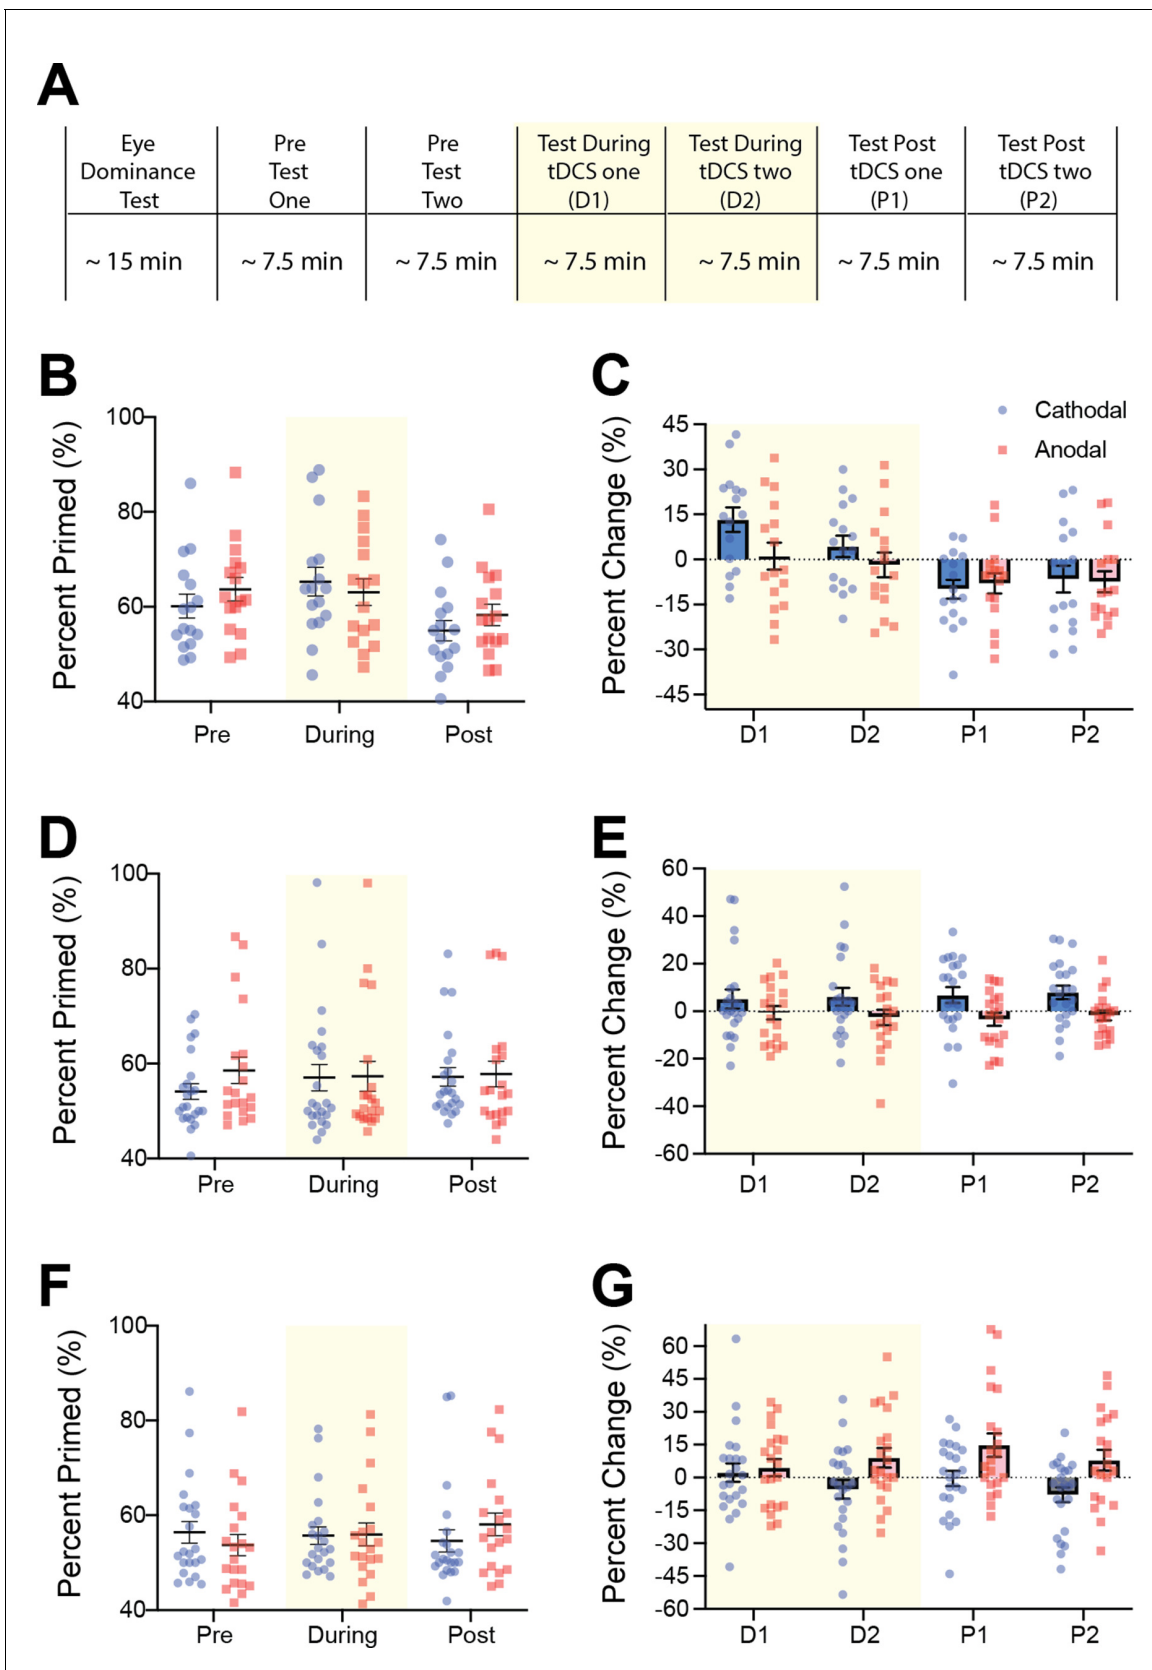 A
Eye Dominance Test
Pre Test One
Pre Test Two
Test During tDCS one (D1)
Test During tDCS two (D2)
Test Post tDCS one (P1)
Test Post tDCS two (P2)
~ 15 min
~ 7.5 min
~ 7.5 min
~ 7.5 min
~ 7.5 min
~ 7.5 min
~ 7.5 min
B
Percent Primed (%)
100
80
60
40
Pre
During
Post
C
Percent Change (%)
Cathodal
Anodal
45
30
15
0
-15
-30
-45
D1
D2
P1
P2
D
Percent Primed (%)
100
80
60
40
Pre
During
Post
E
Percent Change (%)
60
40
20
0
-20
-40
-60
D1
D2
P1
P2
F
Percent Primed (%)
100
80
60
40
Pre
During
Post
G
Percent Change (%)
60
45
30
15
0
-15
-30
-45
-60
D1
D2
P1
P2